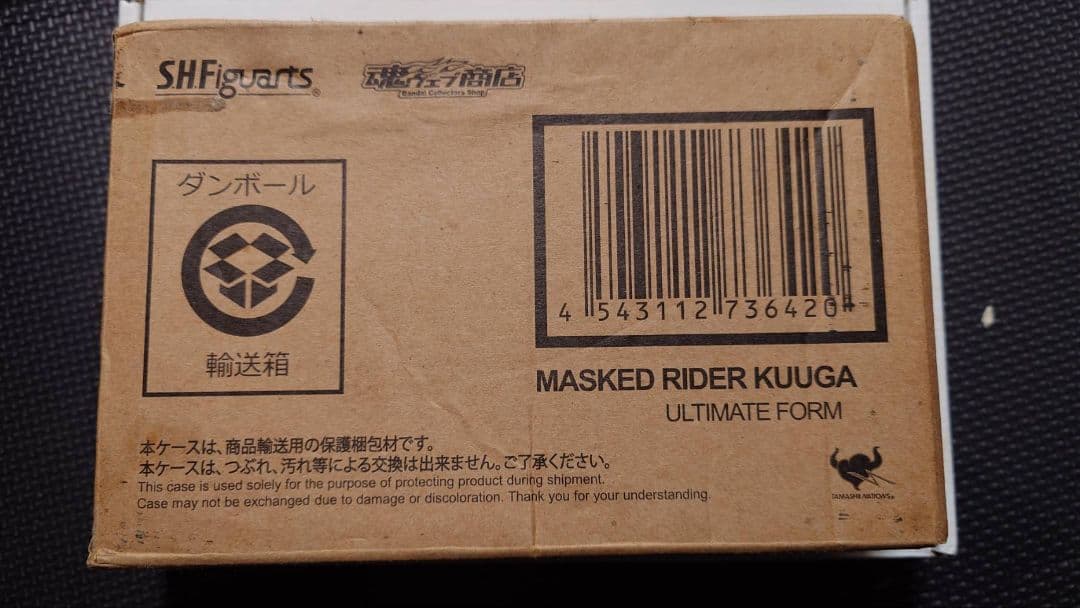 S.H.Figuarts®
魂ウェブ商店
Bandai Collectors Shop
ダンボール
輸送箱
4 543112 736420
MASKED RIDER KUUGA
ULTIMATE FORM
本ケースは、商品輸送用の保護梱包材です。
本ケースは、つぶれ、汚れ等による交換は出来ません。ご了承ください。
This case is used solely for the purpose of protecting product during shipment.
Case may not be exchanged due to damage or discoloration. Thank you for your understanding.
TAMASHII NATIONS®